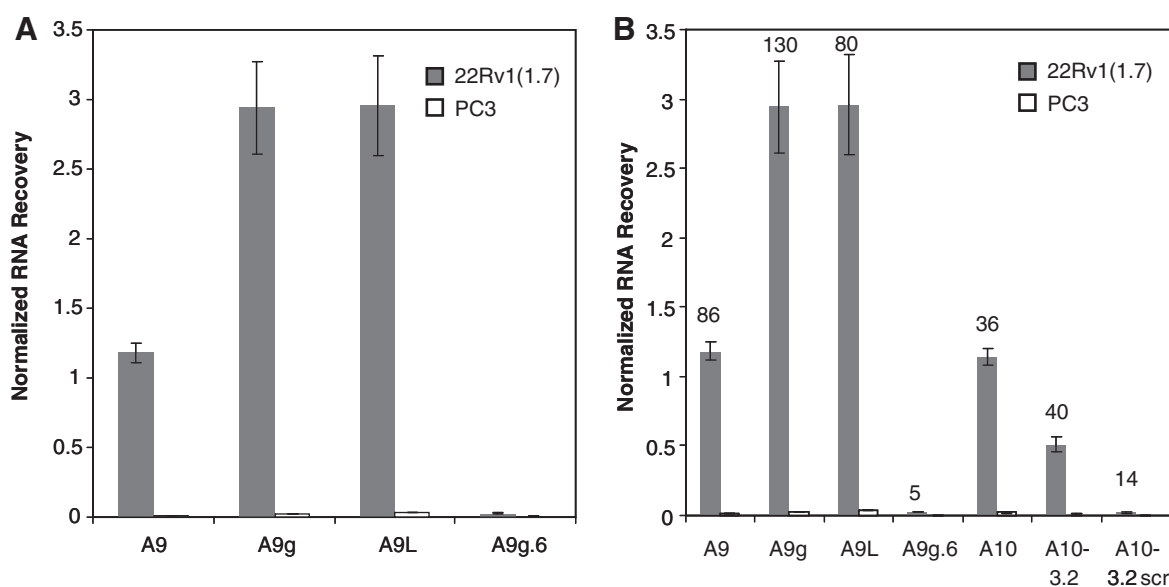 A
3.5
3
2.5
2
1.5
1
0.5
0
Normalized RNA Recovery
22Rv1(1.7)
PC3
A9
A9g
A9L
A9g.6
B
3.5
3
2.5
2
1.5
1
0.5
0
Normalized RNA Recovery
22Rv1(1.7)
PC3
86
130
80
5
36
40
14
A9
A9g
A9L
A9g.6
A10
A10-
3.2
A10-
3.2 scr